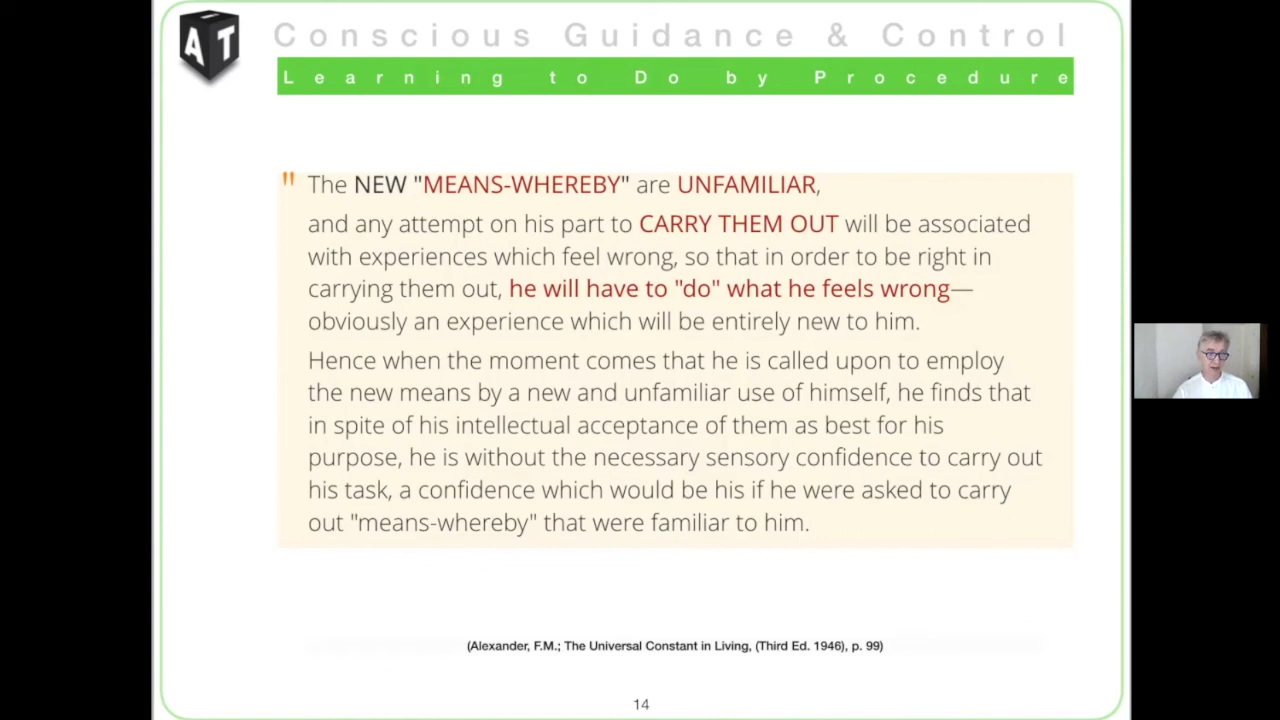 AT
Conscious Guidance & Control
Learning to Do by Procedure
" The NEW "MEANS-WHEREBY" are UNFAMILIAR,
and any attempt on his part to CARRY THEM OUT will be associated
with experiences which feel wrong, so that in order to be right in
carrying them out, he will have to "do" what he feels wrong—
obviously an experience which will be entirely new to him.
Hence when the moment comes that he is called upon to employ
the new means by a new and unfamiliar use of himself, he finds that
in spite of his intellectual acceptance of them as best for his
purpose, he is without the necessary sensory confidence to carry out
his task, a confidence which would be his if he were asked to carry
out "means-whereby" that were familiar to him.
(Alexander, F.M.; The Universal Constant in Living, (Third Ed. 1946), p. 99)
14